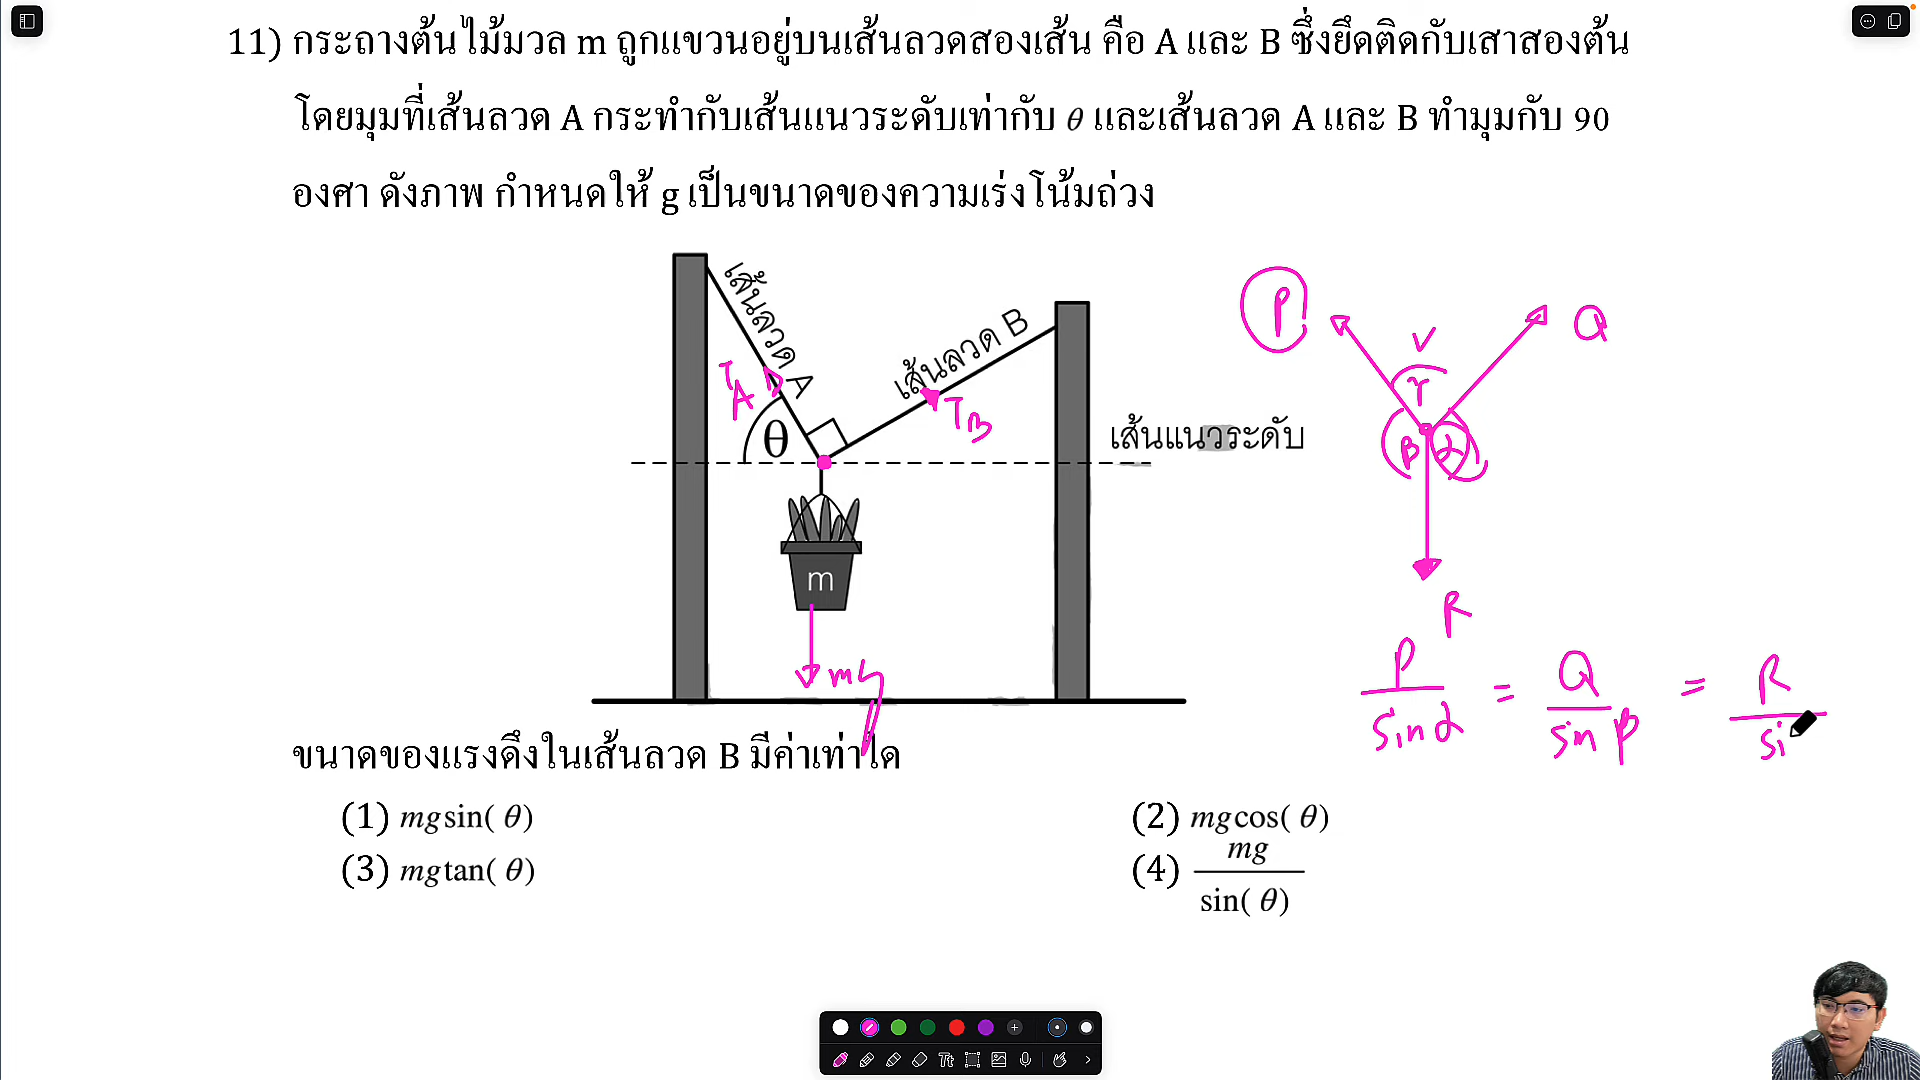 11) กระถางต้นไม้มวล m ถูกแขวนอยู่บนเส้นลวดสองเส้น คือ A และ B ซึ่งยึดติดกับเสาสองต้น
โดยมุมที่เส้นลวด A กระทำกับเส้นแนวระดับเท่ากับ θ และเส้นลวด A และ B ทำมุมกับ 90
องศา ดังภาพ กำหนดให้ g เป็นขนาดของความเร่งโน้มถ่วง
เส้นลวด A
เส้นลวด B
T_A
T_B
θ
เส้นแนวระดับ
m
mg
P
Q
γ
β
α
R
P/sin α = Q/sin β = R/si
ขนาดของแรงดึงในเส้นลวด B มีค่าเท่าใด
(1) mg sin( θ)
(2) mg cos( θ)
(3) mg tan( θ)
(4) mg/sin( θ)
Tt